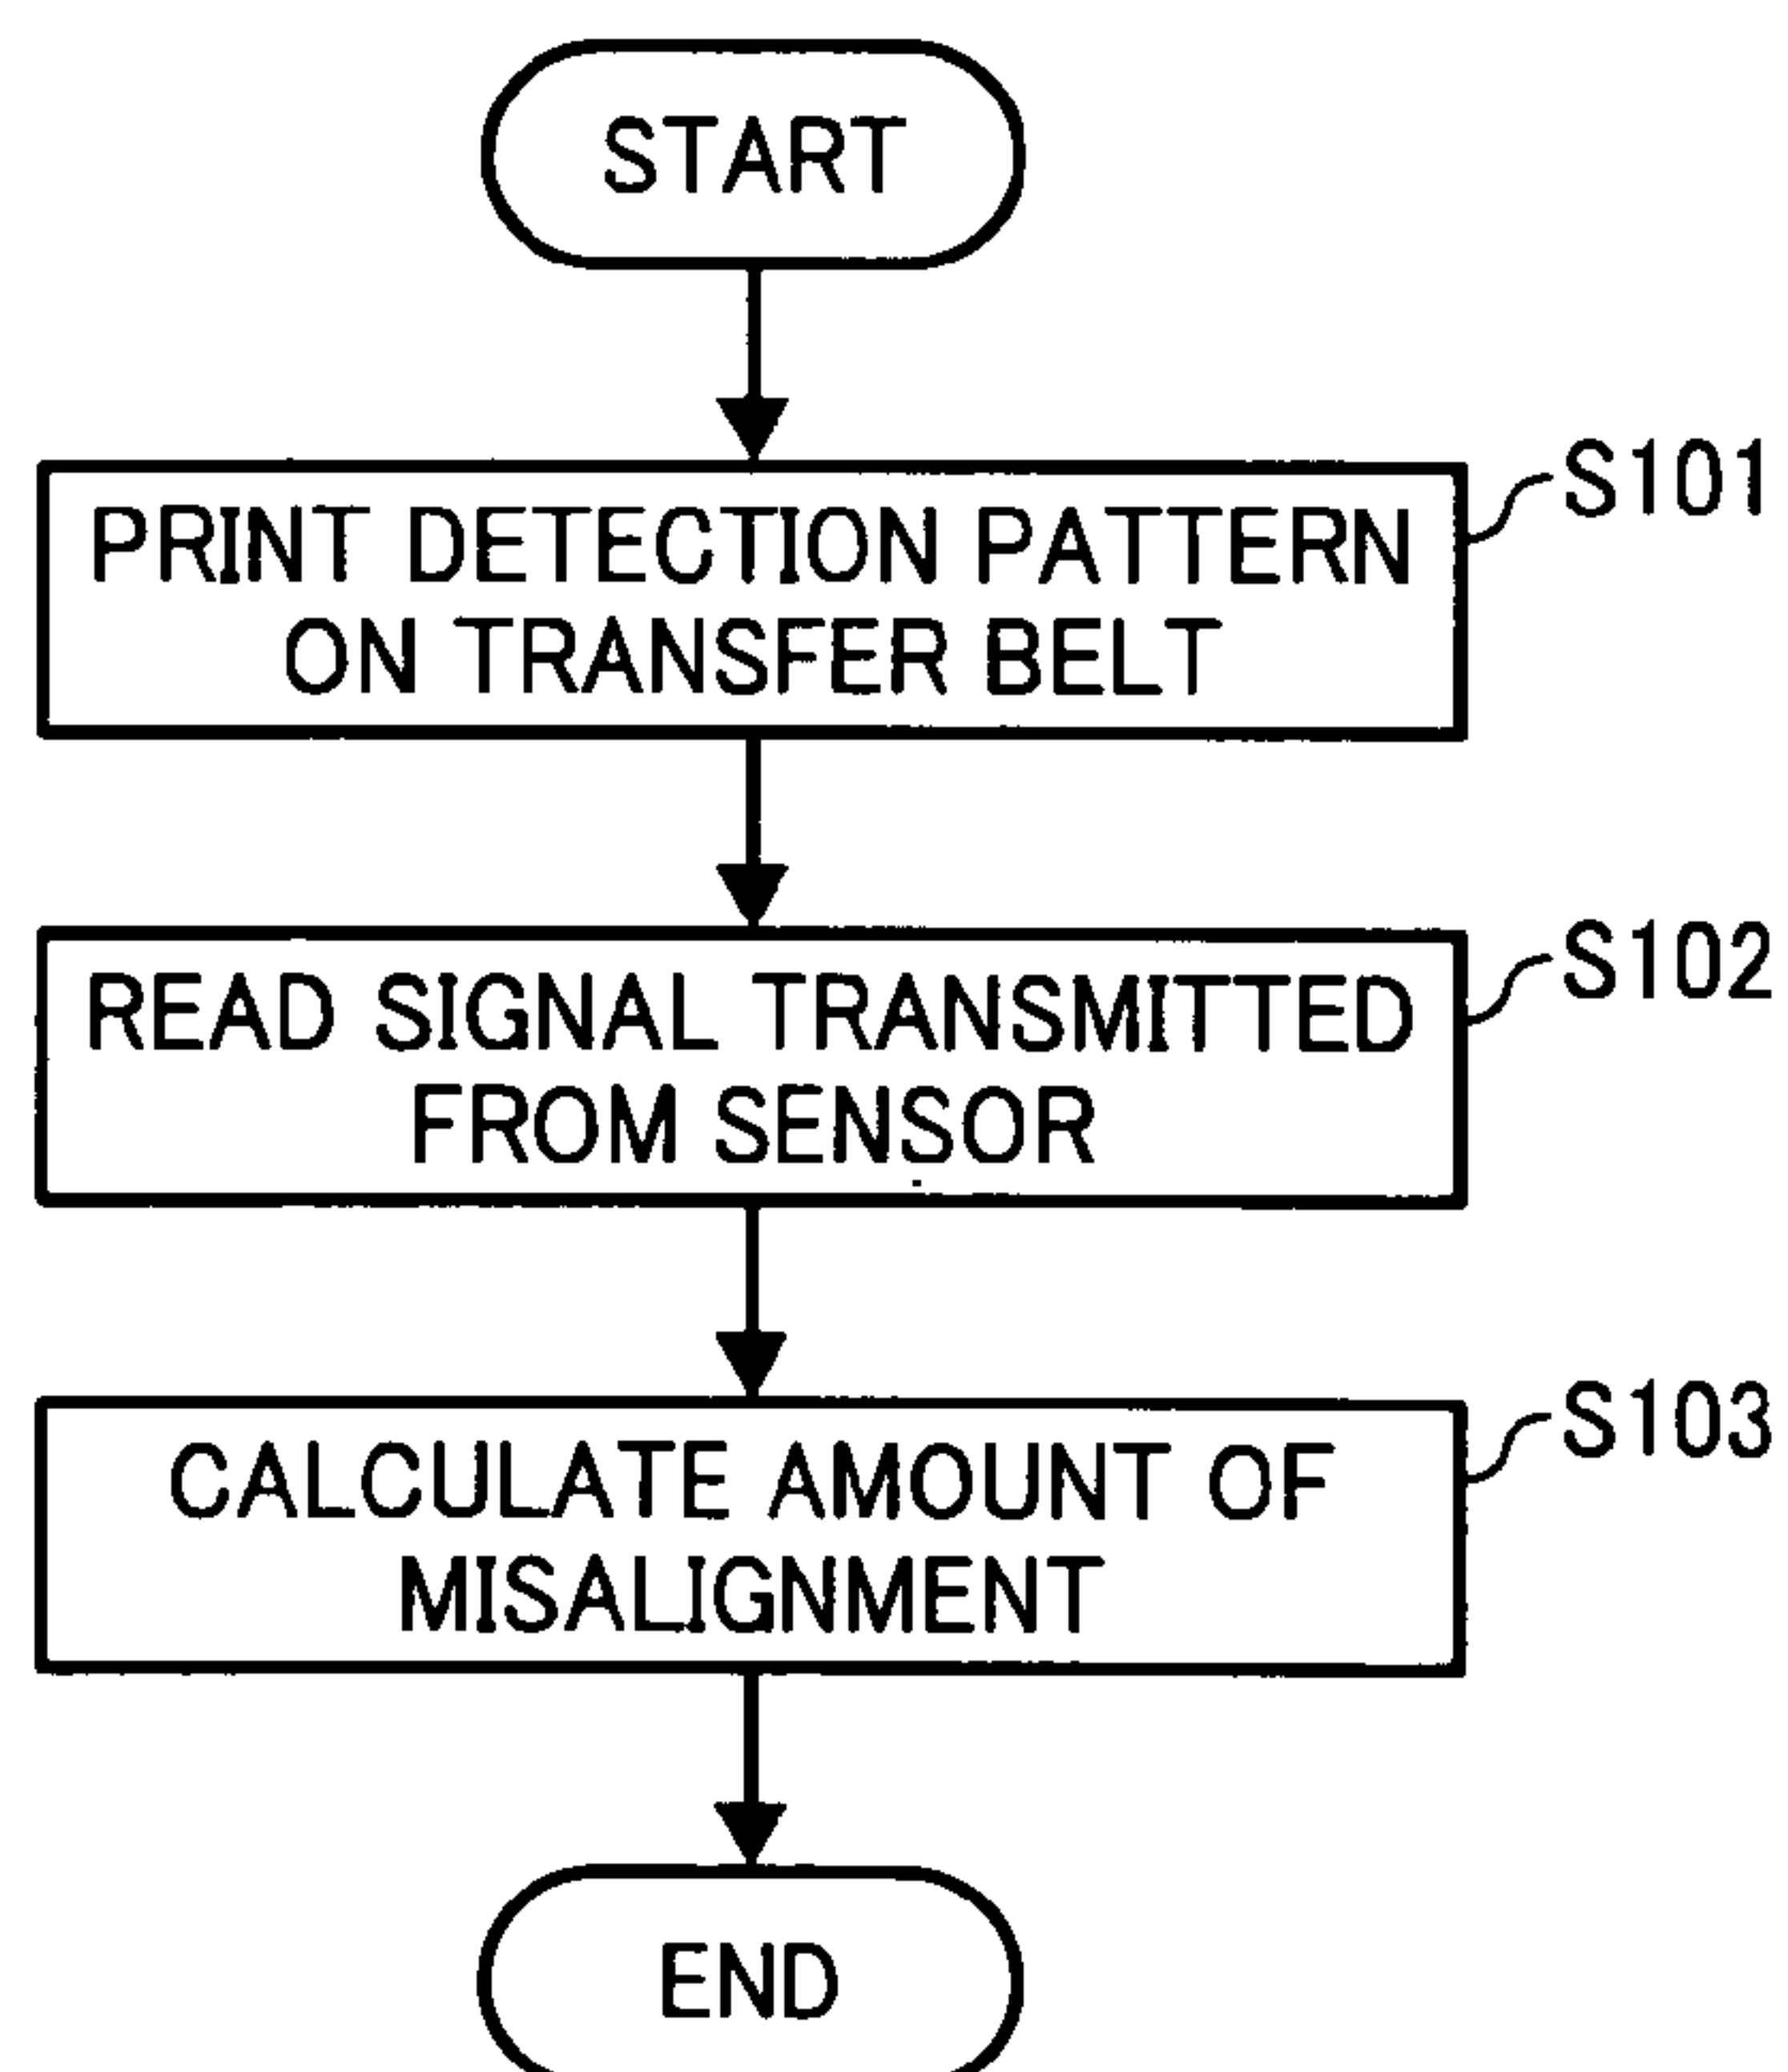 START
PRINT DETECTION PATTERN
ON TRANSFER BELT
S101
READ SIGNAL TRANSMITTED
FROM SENSOR
S102
CALCULATE AMOUNT OF
MISALIGNMENT
S103
END